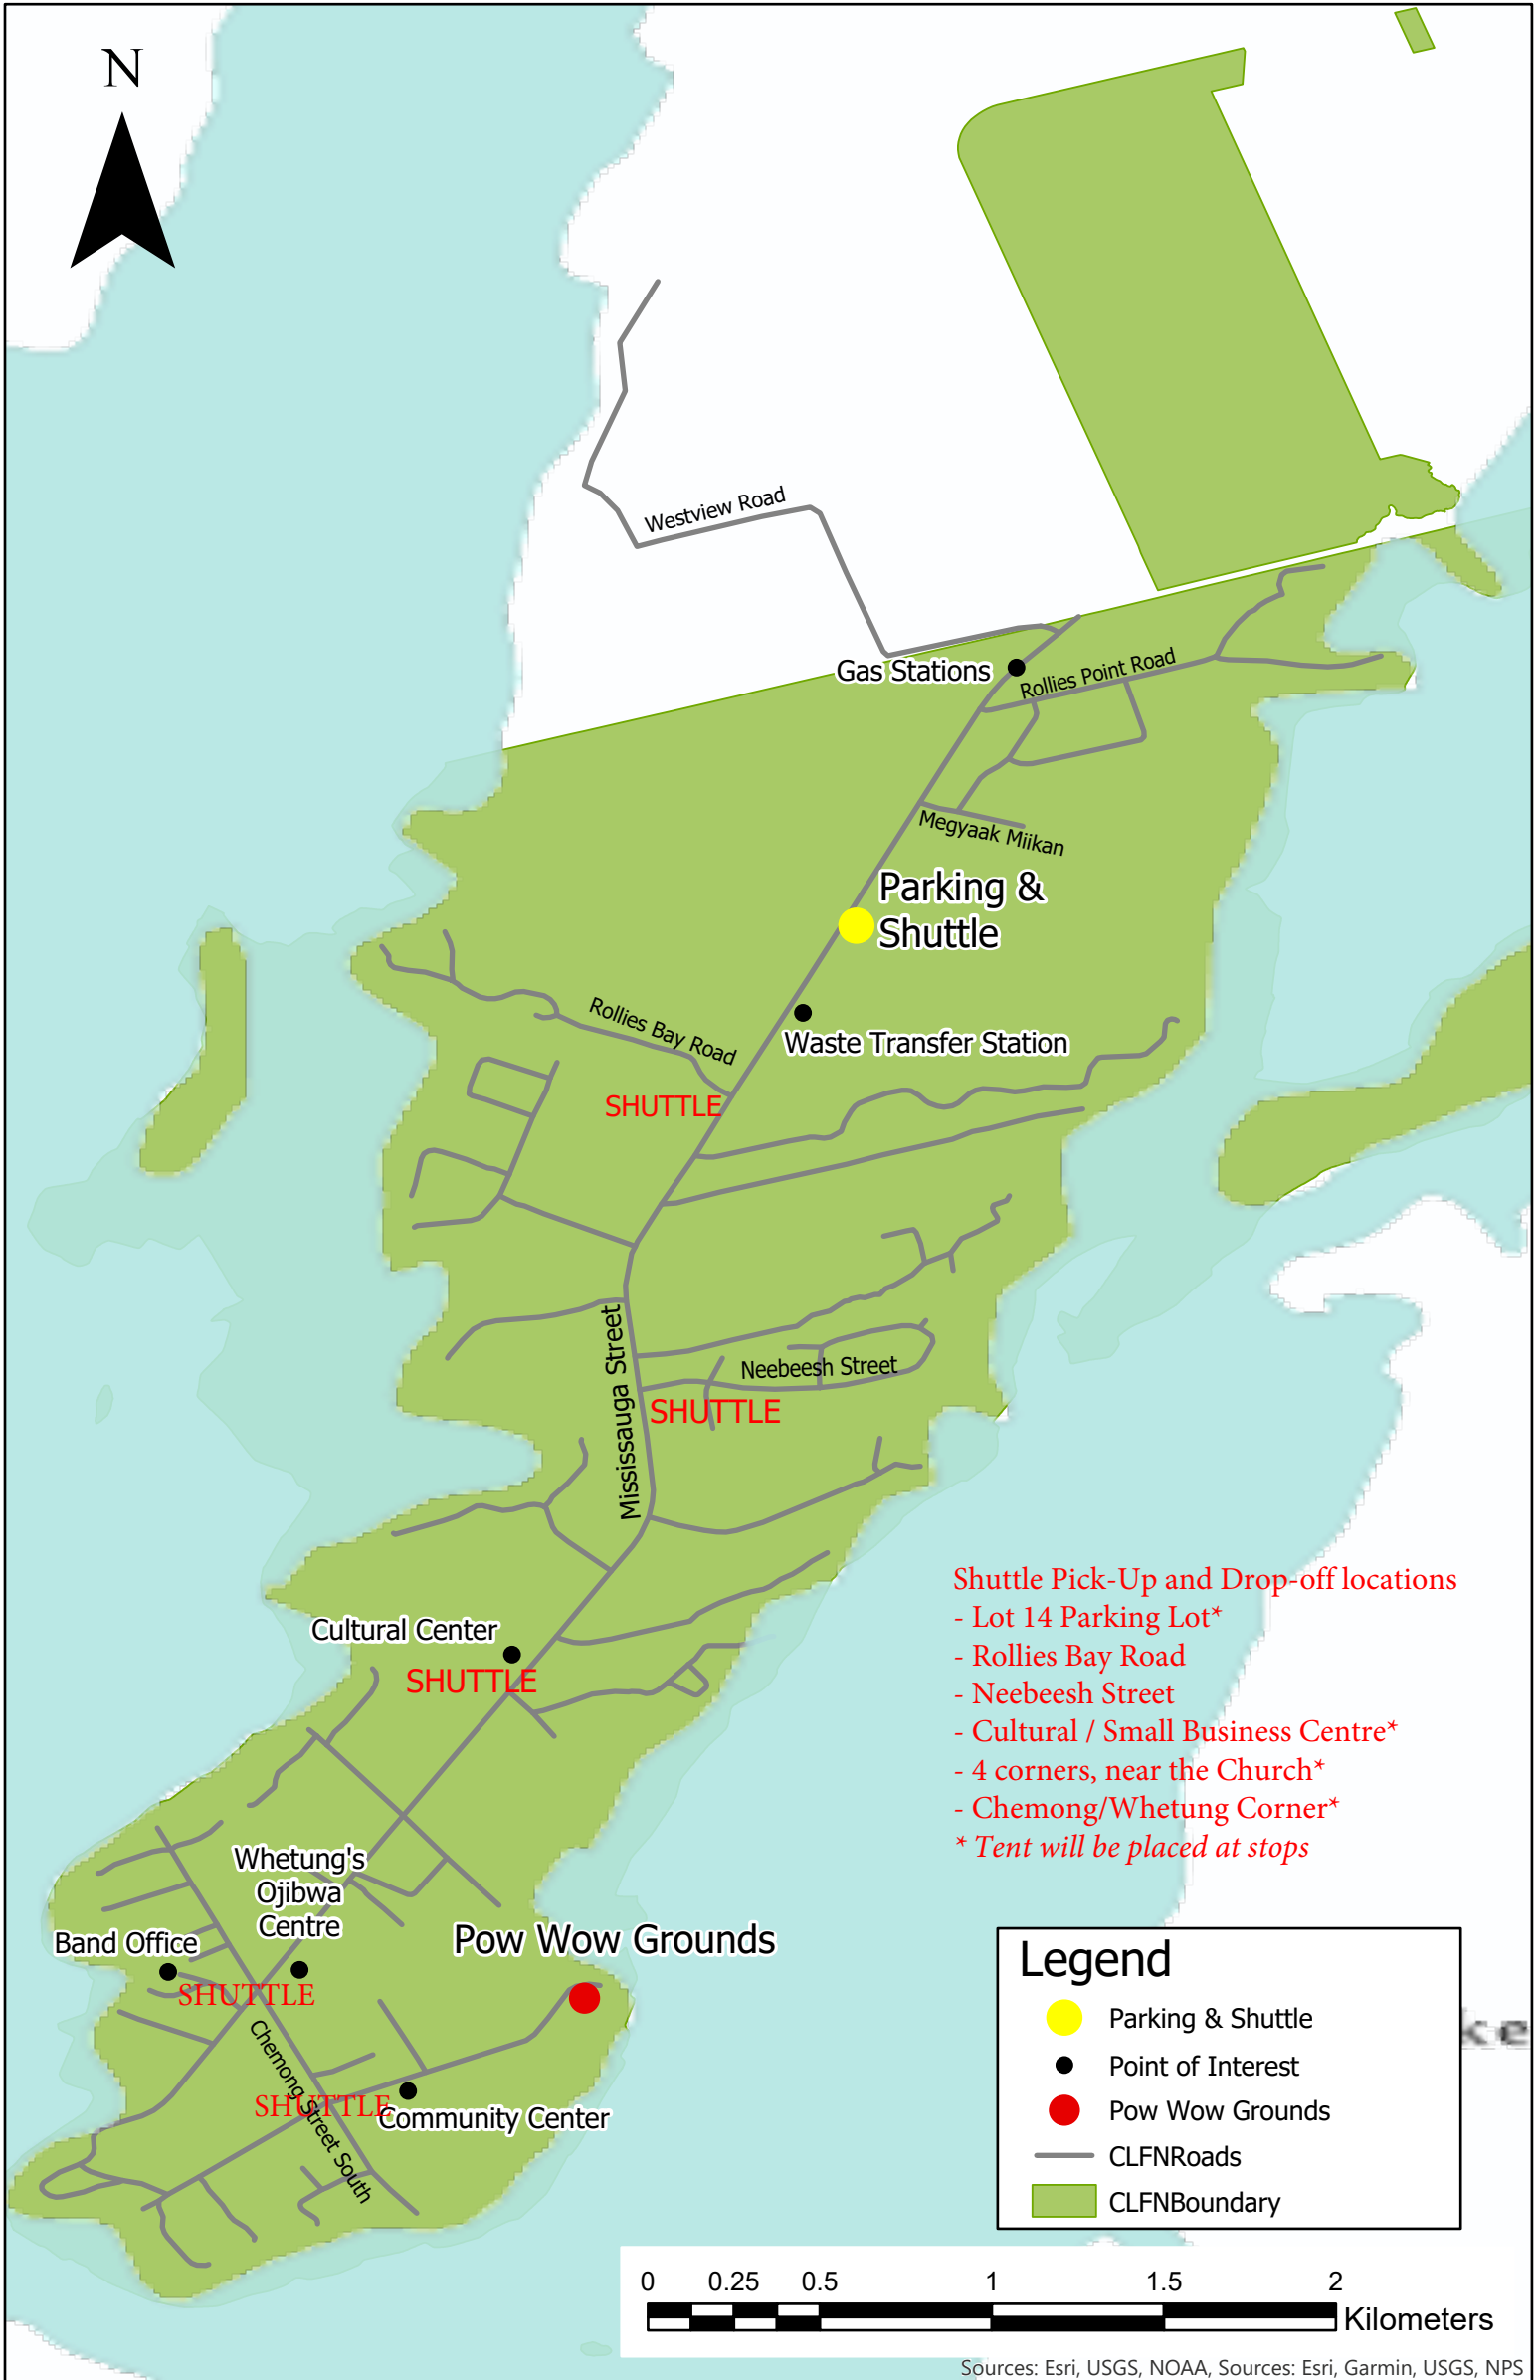 N
Westview Road
Gas Stations
Rollies Point Road
Megyaak Miikan
Parking &
Shuttle
Rollies Bay Road
Waste Transfer Station
SHUTTLE
Mississauga Street
Neebeesh Street
SHUTTLE
Shuttle Pick-Up and Drop-off locations
- Lot 14 Parking Lot*
- Rollies Bay Road
- Neebeesh Street
- Cultural / Small Business Centre*
- 4 corners, near the Church*
- Chemong/Whetung Corner*
* Tent will be placed at stops
Cultural Center
SHUTTLE
Whetung's
Ojibwa
Centre
Band Office
Pow Wow Grounds
SHUTTLE
Chemong Street South
SHUTTLE
Community Center
Legend
Parking & Shuttle
Point of Interest
Pow Wow Grounds
CLFNRoads
CLFNBoundary
ke
0 0.25 0.5 1 1.5 2
Kilometers
Sources: Esri, USGS, NOAA, Sources: Esri, Garmin, USGS, NPS